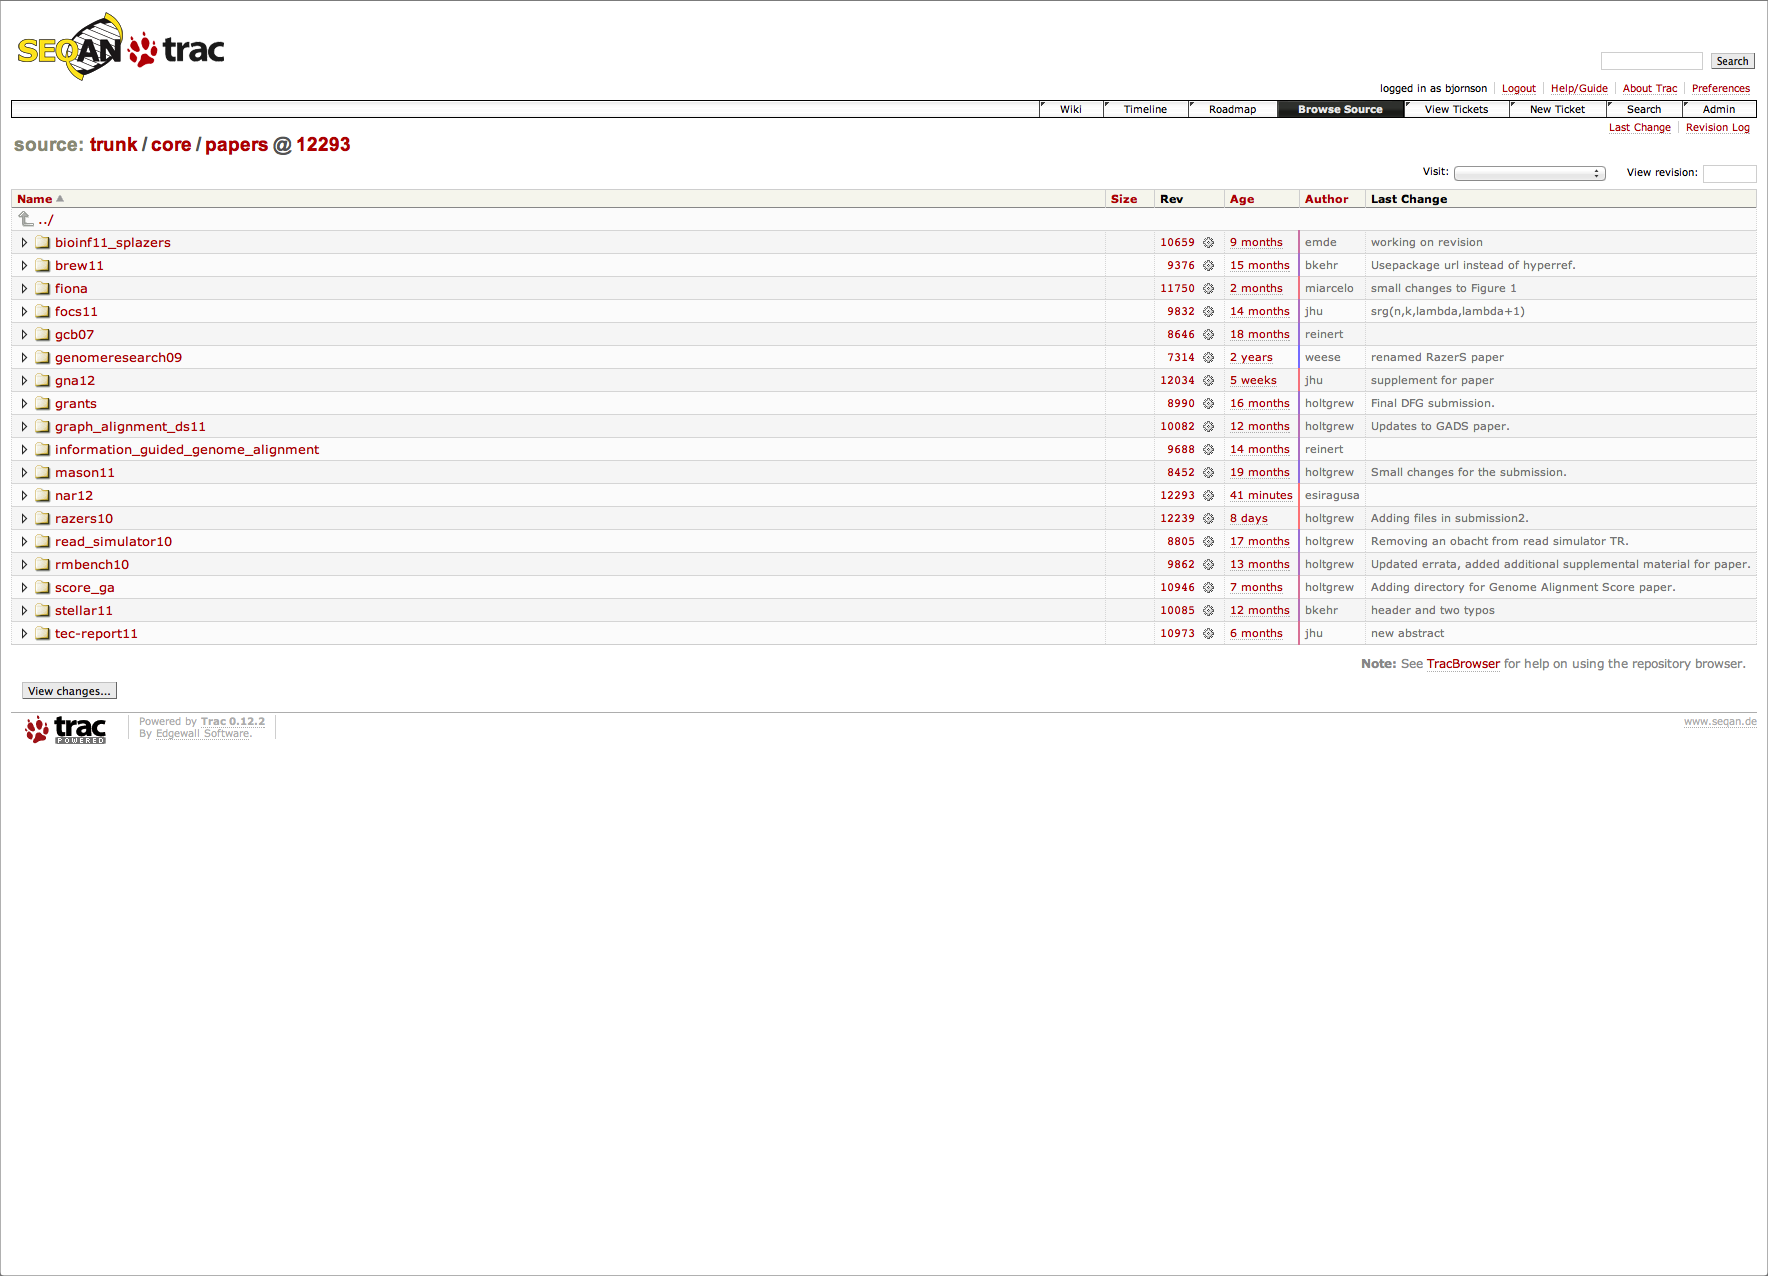 SEQAN trac
Search
logged in as bjornson Logout Help/Guide About Trac Preferences
Wiki Timeline Roadmap Browse Source View Tickets New Ticket Search Admin
Last Change Revision Log
source: trunk / core / papers @ 12293
Visit: View revision:
Name Size Rev Age Author Last Change
../
bioinf11_splazers 10659 9 months emde working on revision
brew11 9376 15 months bkehr Usepackage url instead of hyperref.
fiona 11750 2 months miarcelo small changes to Figure 1
focs11 9832 14 months jhu srg(n,k,lambda,lambda+1)
gcb07 8646 18 months reinert
genomeresearch09 7314 2 years weese renamed RazerS paper
gna12 12034 5 weeks jhu supplement for paper
grants 8990 16 months holtgrew Final DFG submission.
graph_alignment_ds11 10082 12 months holtgrew Updates to GADS paper.
information_guided_genome_alignment 9688 14 months reinert
mason11 8452 19 months holtgrew Small changes for the submission.
nar12 12293 41 minutes esiragusa
razers10 12239 8 days holtgrew Adding files in submission2.
read_simulator10 8805 17 months holtgrew Removing an obacht from read simulator TR.
rmbench10 9862 13 months holtgrew Updated errata, added additional supplemental material for paper.
score_ga 10946 7 months holtgrew Adding directory for Genome Alignment Score paper.
stellar11 10085 12 months bkehr header and two typos
tec-report11 10973 6 months jhu new abstract
Note: See TracBrowser for help on using the repository browser.
View changes...
trac POWERED
Powered by Trac 0.12.2
By Edgewall Software.
www.seqan.de